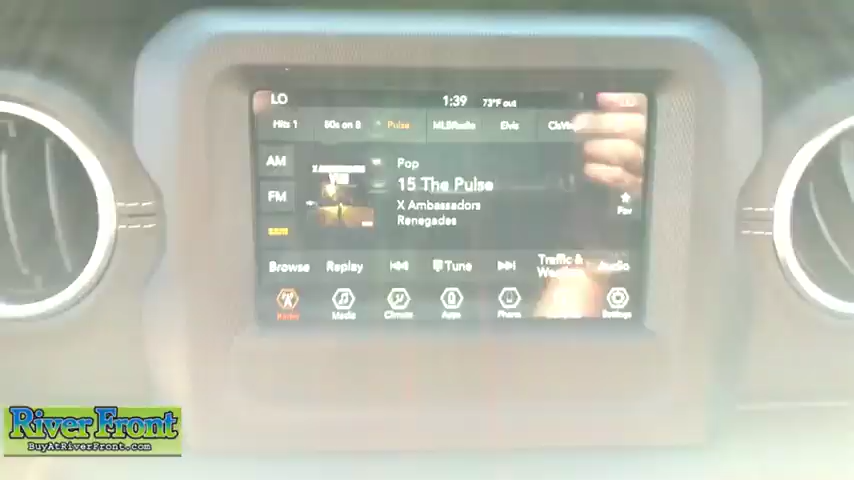 LO 1:39 73°F out
Hits 1 80s on 8 Pulse MLBRadio Elvis
AM
FM
Pop
15 The Pulse
X Ambassadors
Renegades
Fav
Browse Replay Tune Traffic & Audio
Radio Media Climate Apps Phone Settings
River Front
BuyAtRiverFront.com